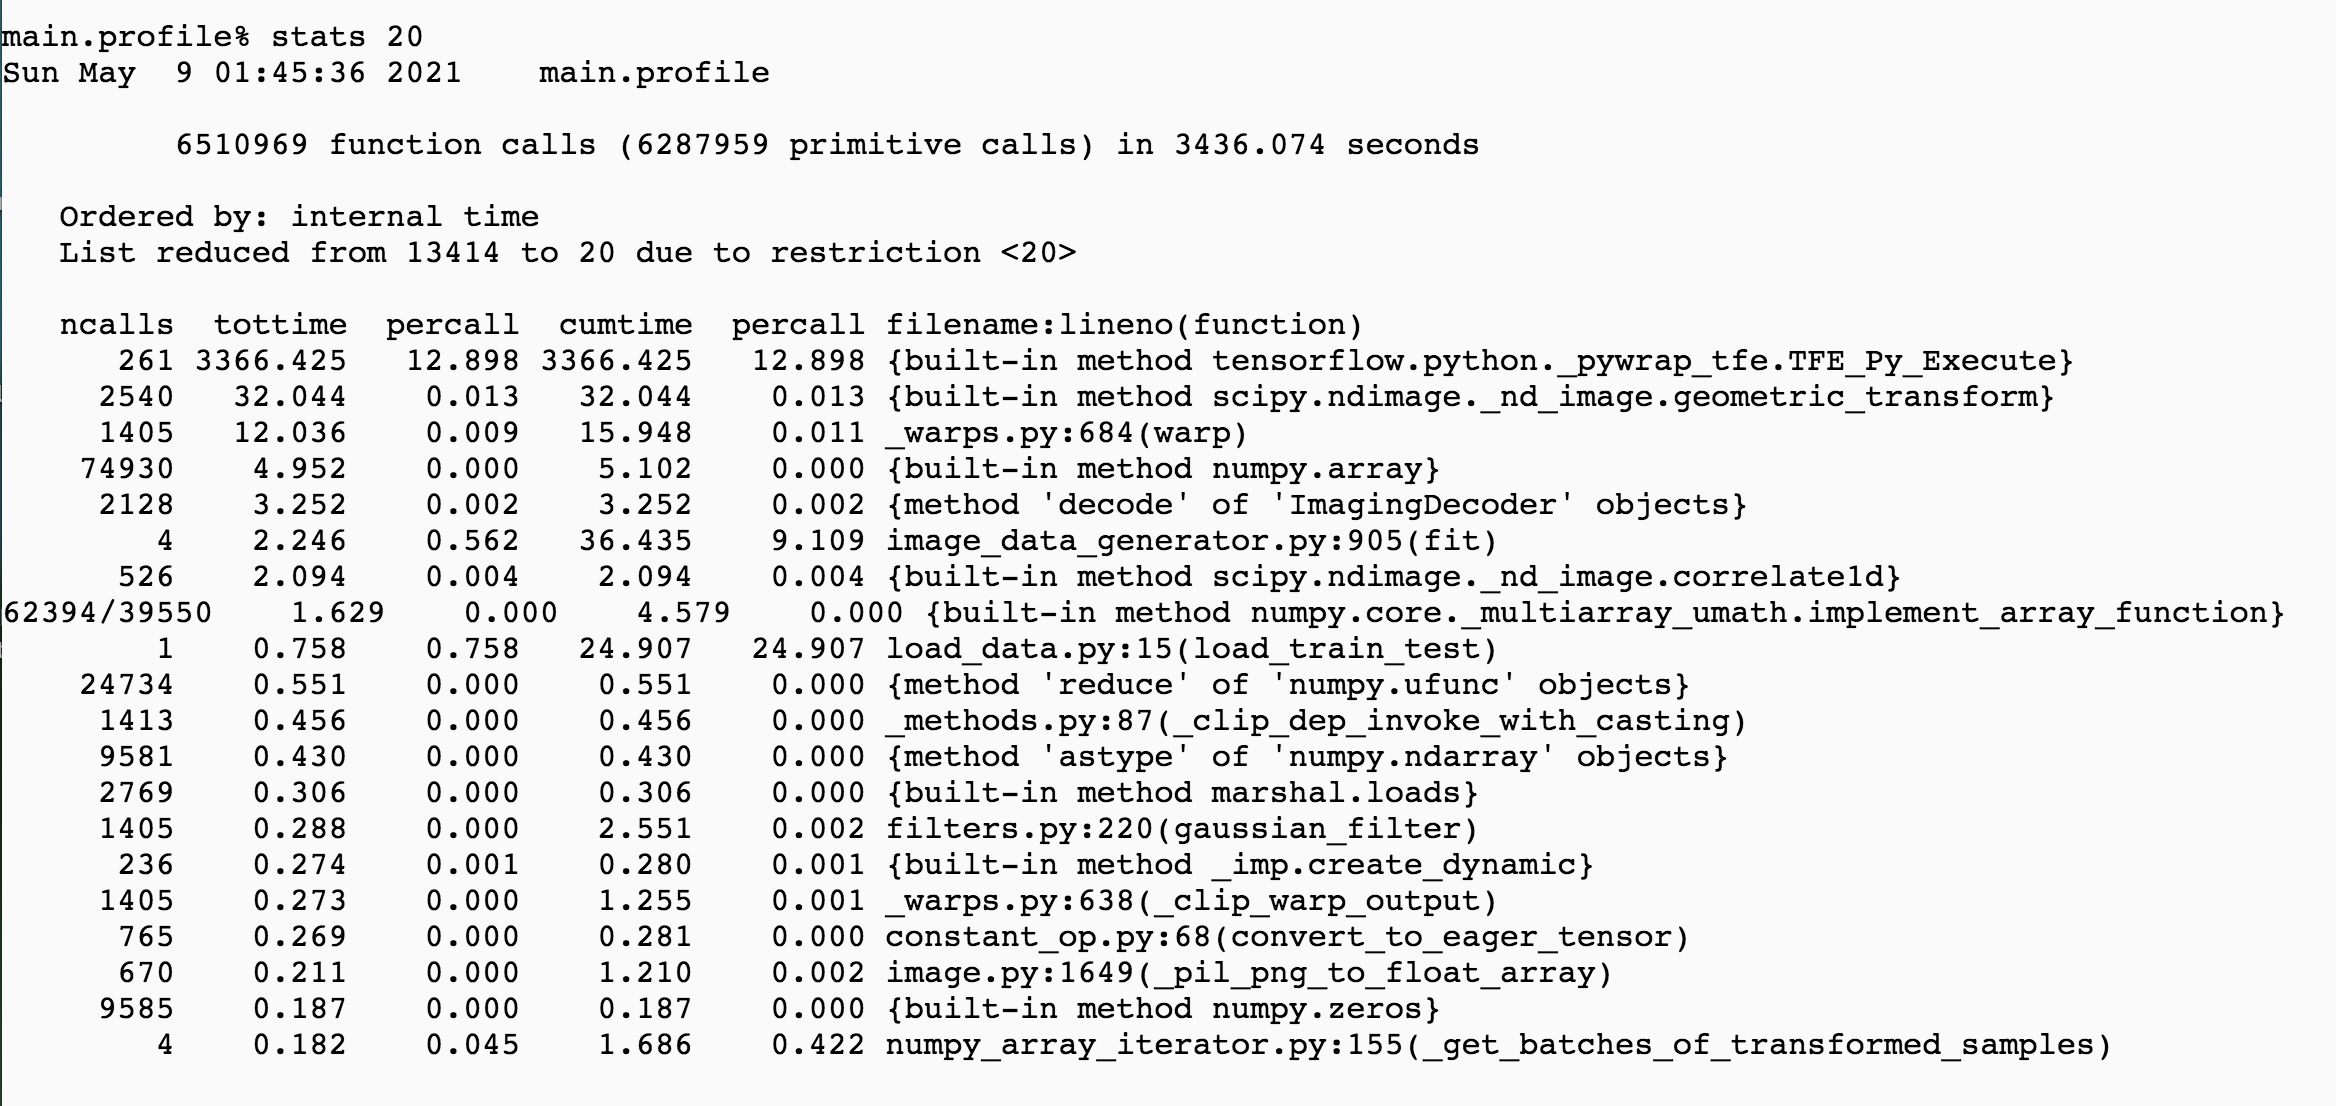 main.profile% stats 20
Sun May  9 01:45:36 2021    main.profile
6510969 function calls (6287959 primitive calls) in 3436.074 seconds
Ordered by: internal time
List reduced from 13414 to 20 due to restriction <20>
ncalls  tottime  percall  cumtime  percall filename:lineno(function)
261 3366.425   12.898 3366.425   12.898 {built-in method tensorflow.python._pywrap_tfe.TFE_Py_Execute}
2540   32.044    0.013   32.044    0.013 {built-in method scipy.ndimage._nd_image.geometric_transform}
1405   12.036    0.009   15.948    0.011 _warps.py:684(warp)
74930    4.952    0.000    5.102    0.000 {built-in method numpy.array}
2128    3.252    0.002    3.252    0.002 {method 'decode' of 'ImagingDecoder' objects}
4    2.246    0.562   36.435    9.109 image_data_generator.py:905(fit)
526    2.094    0.004    2.094    0.004 {built-in method scipy.ndimage._nd_image.correlate1d}
62394/39550    1.629    0.000    4.579    0.000 {built-in method numpy.core._multiarray_umath.implement_array_function}
1    0.758    0.758   24.907   24.907 load_data.py:15(load_train_test)
24734    0.551    0.000    0.551    0.000 {method 'reduce' of 'numpy.ufunc' objects}
1413    0.456    0.000    0.456    0.000 _methods.py:87(_clip_dep_invoke_with_casting)
9581    0.430    0.000    0.430    0.000 {method 'astype' of 'numpy.ndarray' objects}
2769    0.306    0.000    0.306    0.000 {built-in method marshal.loads}
1405    0.288    0.000    2.551    0.002 filters.py:220(gaussian_filter)
236    0.274    0.001    0.280    0.001 {built-in method _imp.create_dynamic}
1405    0.273    0.000    1.255    0.001 _warps.py:638(_clip_warp_output)
765    0.269    0.000    0.281    0.000 constant_op.py:68(convert_to_eager_tensor)
670    0.211    0.000    1.210    0.002 image.py:1649(_pil_png_to_float_array)
9585    0.187    0.000    0.187    0.000 {built-in method numpy.zeros}
4    0.182    0.045    1.686    0.422 numpy_array_iterator.py:155(_get_batches_of_transformed_samples)